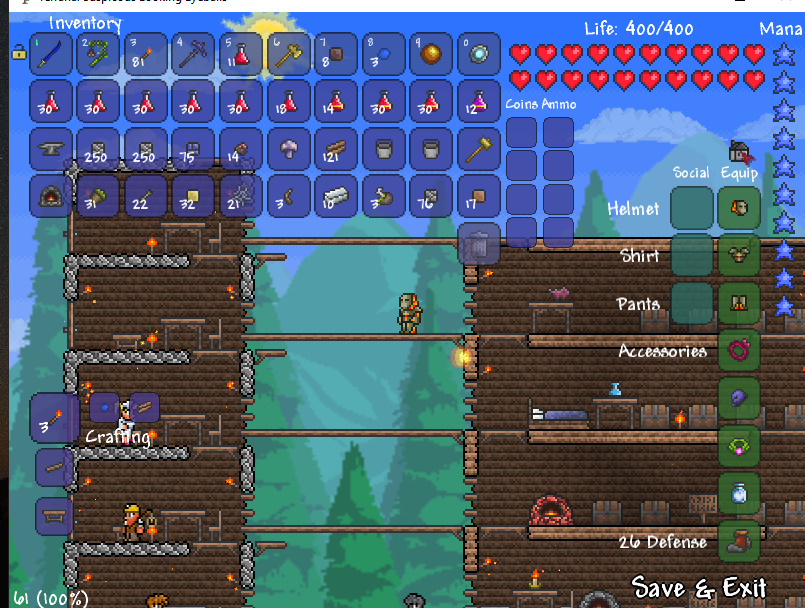 Inventory
Life: 400/400
Mana
1 2 3 4 5 6 7 8 9 0
81 11 8 3
30 30 30 30 30 18 14 30 30 12
Coins Ammo
250 250 75 14 121
Social Equip
31 22 32 21 3 10 3 76 17
Helmet
Shirt
Pants
Accessories
3
Crafting
26 Defense
Save & Exit
61 (100%)